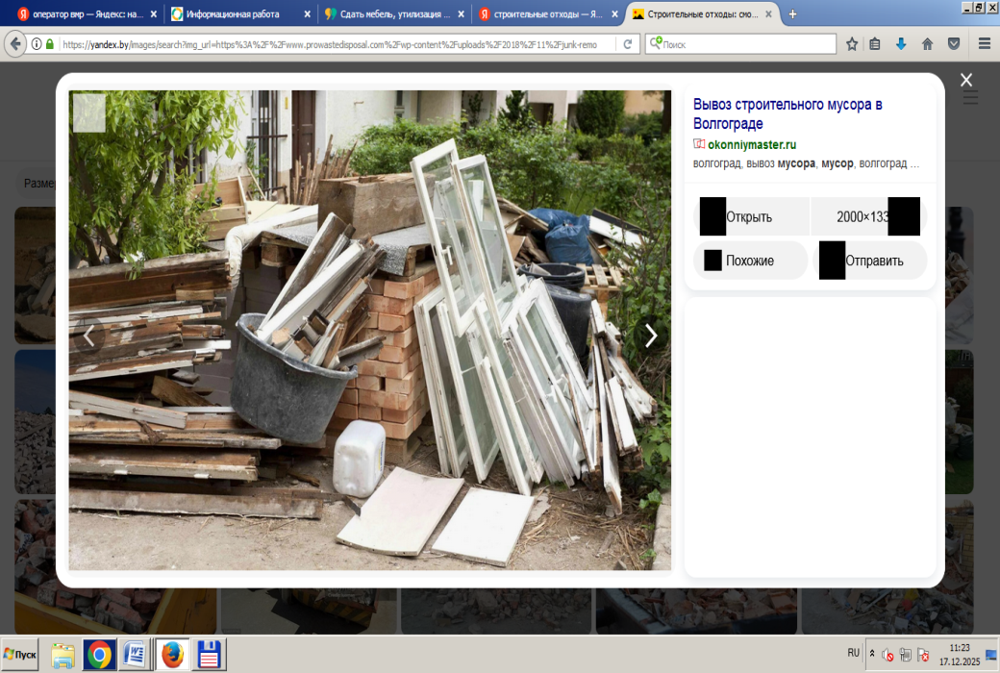 оператор вмр — Яндекс: на...
Информационная работа
Сдать мебель, утилизация ...
строительные отходы — Я...
Строительные отходы: смо...
https://yandex.by/images/search?img_url=https%3A%2F%2Fwww.prowastedisposal.com%2Fwp-content%2Fuploads%2F2018%2F11%2Fjunk-remo
Поиск
Вывоз строительного мусора в
Волгограде
okonniymaster.ru
волгоград, вывоз мусора, мусор, волгоград ...
Размер
Открыть
2000×133
Похожие
Отправить
Пуск
RU
11:23
17.12.2025